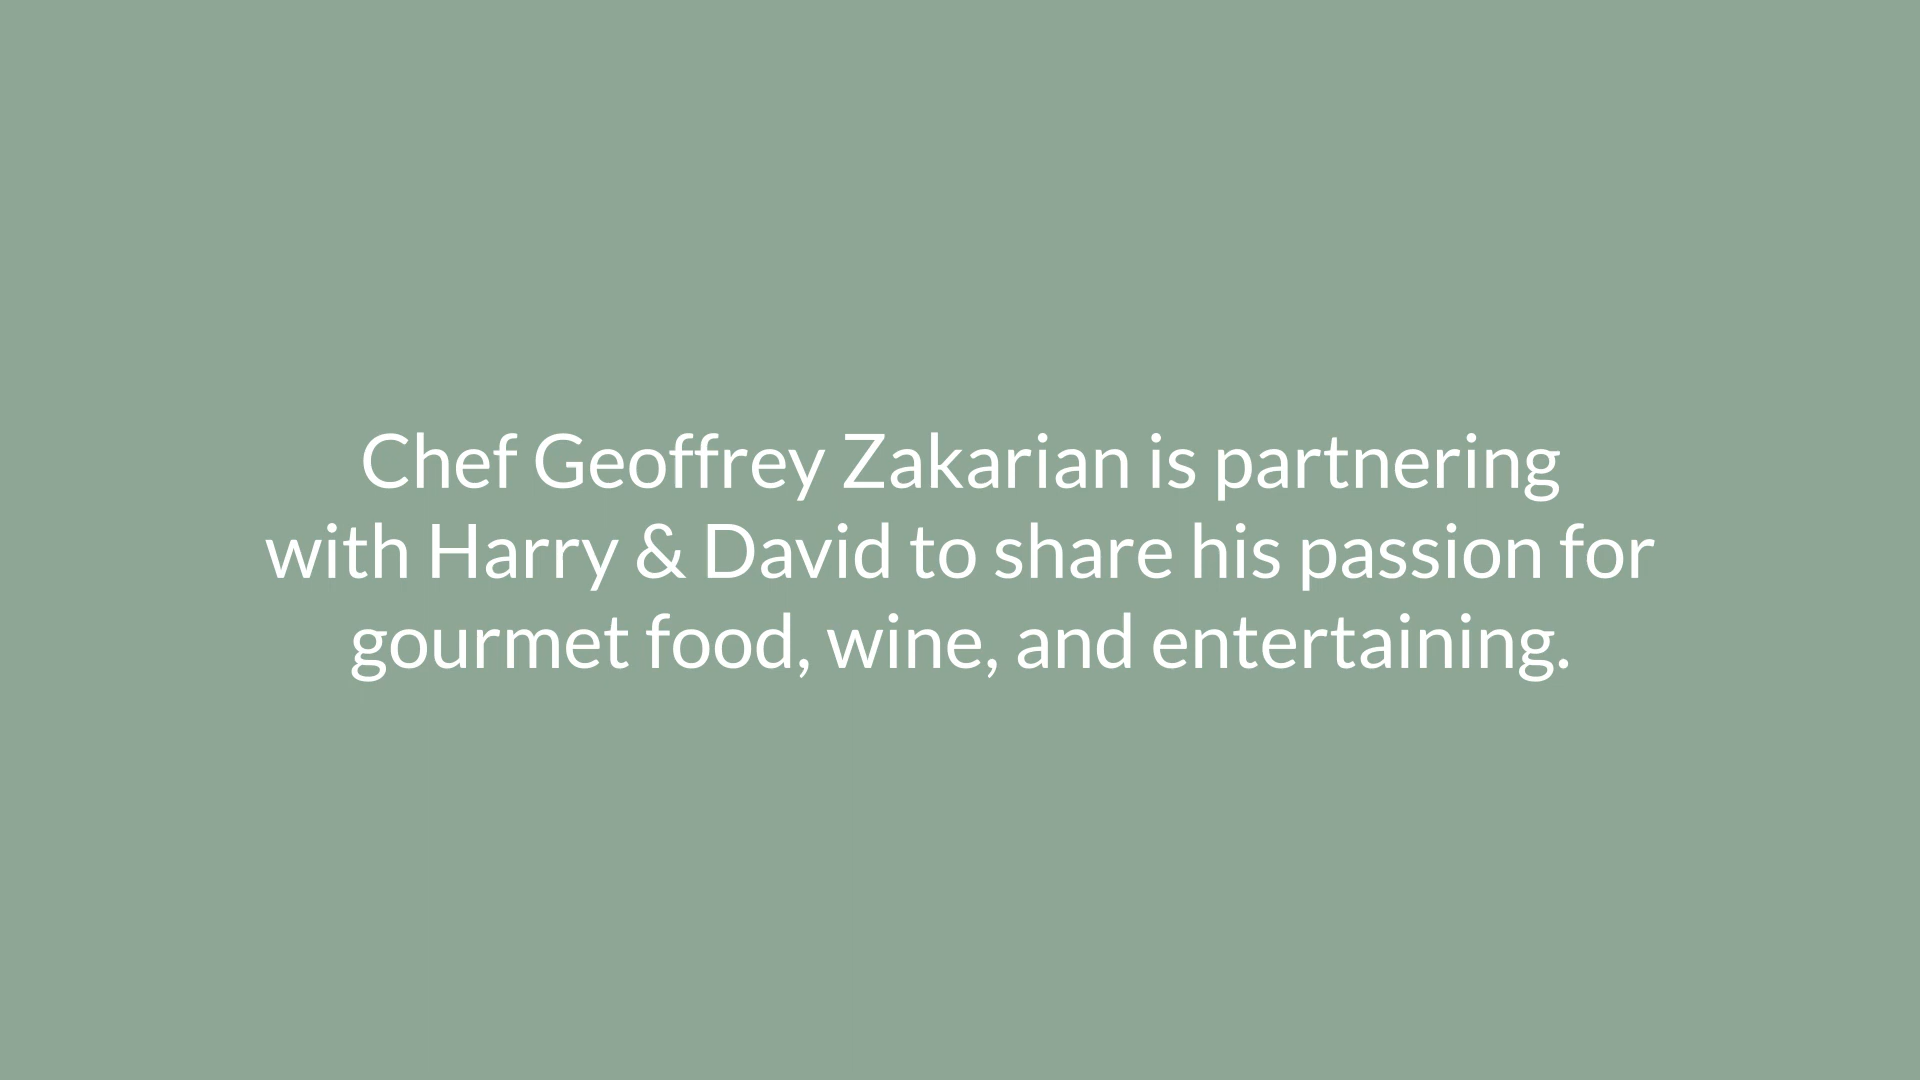 Chef Geoffrey Zakarian is partnering
with Harry & David to share his passion for
gourmet food, wine, and entertaining.